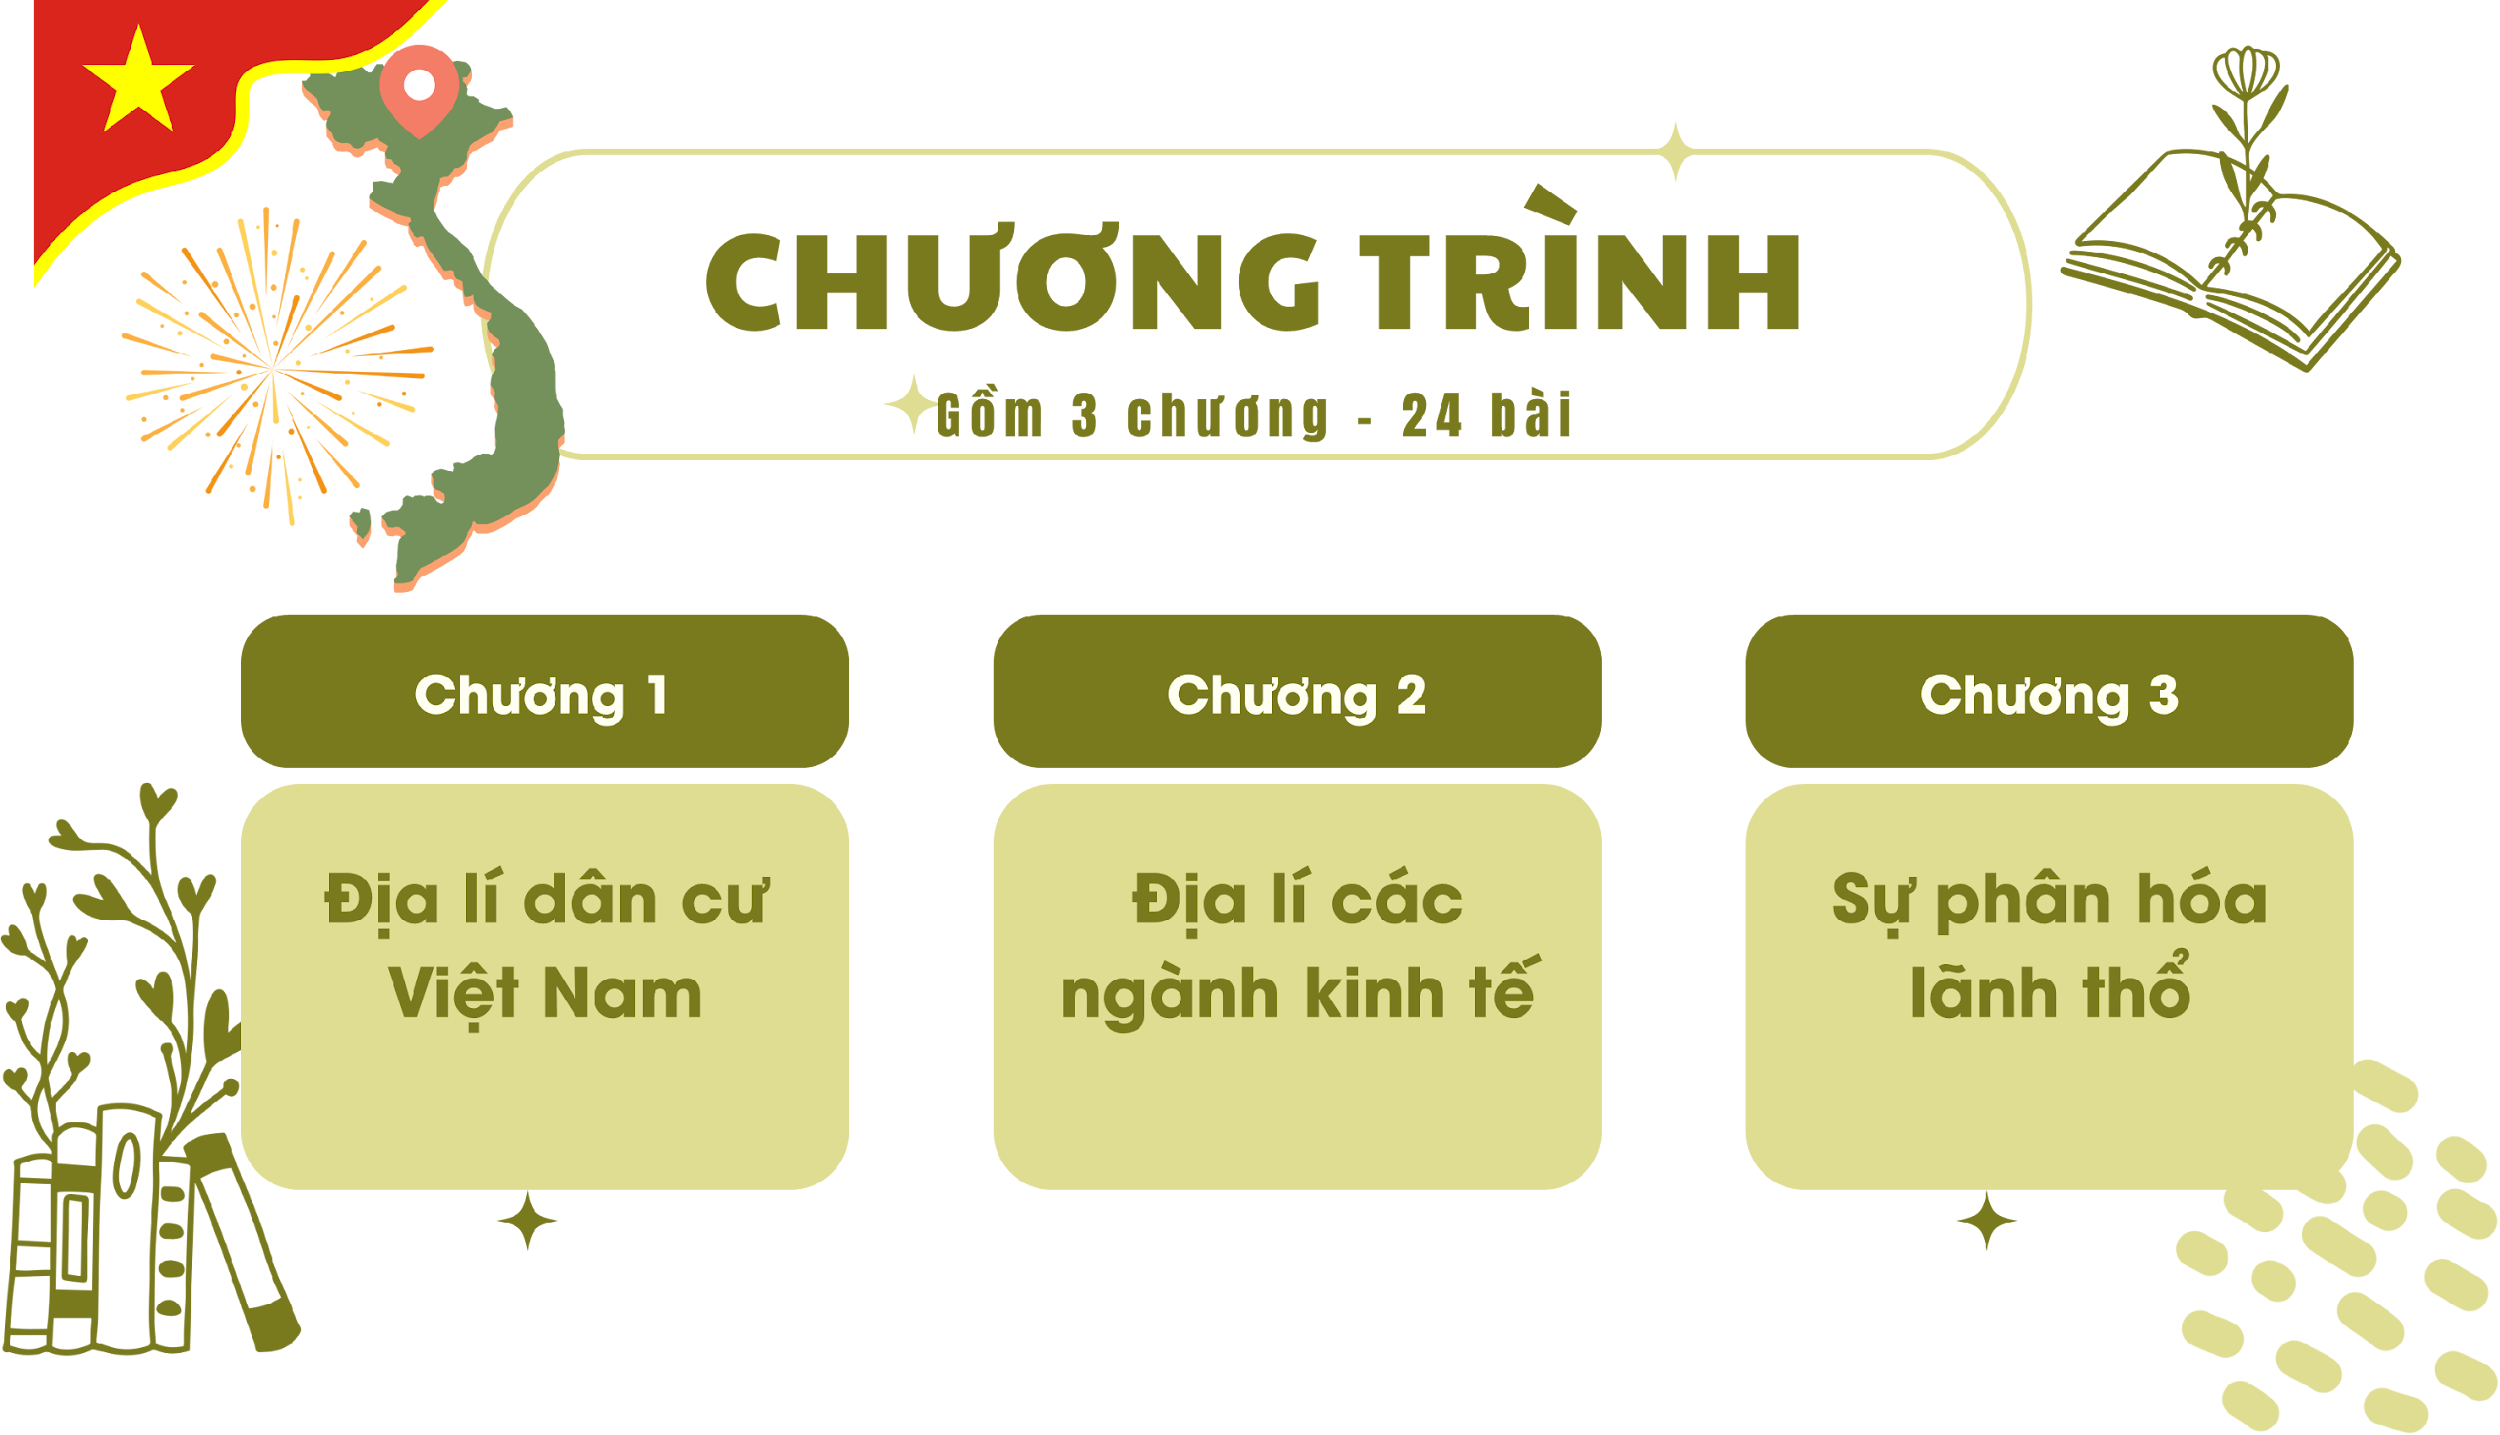 CHƯƠNG TRÌNH
Gồm 3 chương - 24 bài
Chương 1
Địa lí dân cư
Việt Nam
Chương 2
Địa lí các
ngành kinh tế
Chương 3
Sự phân hóa
lãnh thổ